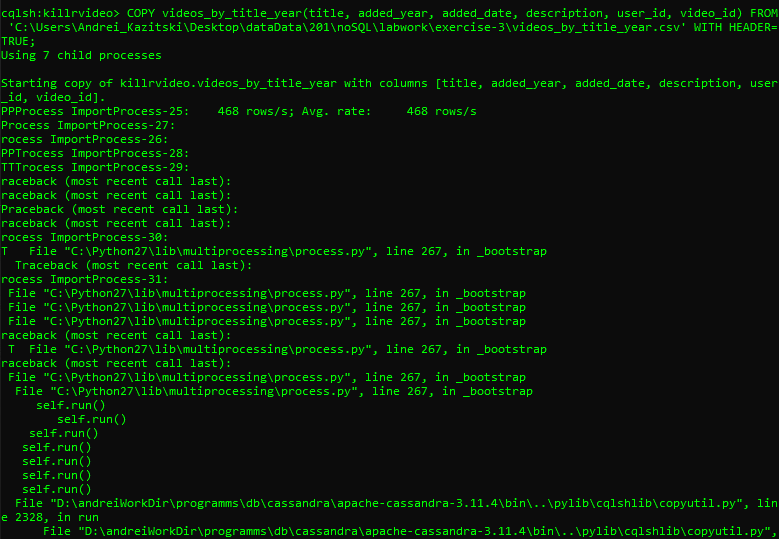 cqlsh:killrvideo> COPY videos_by_title_year(title, added_year, added_date, description, user_id, video_id) FROM
'C:\Users\Andrei_Kazitski\Desktop\dataData\201\noSQL\labwork\exercise-3\videos_by_title_year.csv' WITH HEADER=
TRUE;
Using 7 child processes
Starting copy of killrvideo.videos_by_title_year with columns [title, added_year, added_date, description, user
_id, video_id].
PPProcess ImportProcess-25:    468 rows/s; Avg. rate:     468 rows/s
Process ImportProcess-27:
rocess ImportProcess-26:
PPTrocess ImportProcess-28:
TTTrocess ImportProcess-29:
raceback (most recent call last):
raceback (most recent call last):
Praceback (most recent call last):
raceback (most recent call last):
rocess ImportProcess-30:
T   File "C:\Python27\lib\multiprocessing\process.py", line 267, in _bootstrap
  Traceback (most recent call last):
rocess ImportProcess-31:
 File "C:\Python27\lib\multiprocessing\process.py", line 267, in _bootstrap
 File "C:\Python27\lib\multiprocessing\process.py", line 267, in _bootstrap
 File "C:\Python27\lib\multiprocessing\process.py", line 267, in _bootstrap
raceback (most recent call last):
 T  File "C:\Python27\lib\multiprocessing\process.py", line 267, in _bootstrap
raceback (most recent call last):
 File "C:\Python27\lib\multiprocessing\process.py", line 267, in _bootstrap
  File "C:\Python27\lib\multiprocessing\process.py", line 267, in _bootstrap
     self.run()
        self.run()
    self.run()
   self.run()
   self.run()
   self.run()
   self.run()
  File "D:\andreiWorkDir\programms\db\cassandra\apache-cassandra-3.11.4\bin\..\pylib\cqlshlib\copyutil.py", lin
e 2328, in run
      File "D:\andreiWorkDir\programms\db\cassandra\apache-cassandra-3.11.4\bin\..\pylib\cqlshlib\copyutil.py",